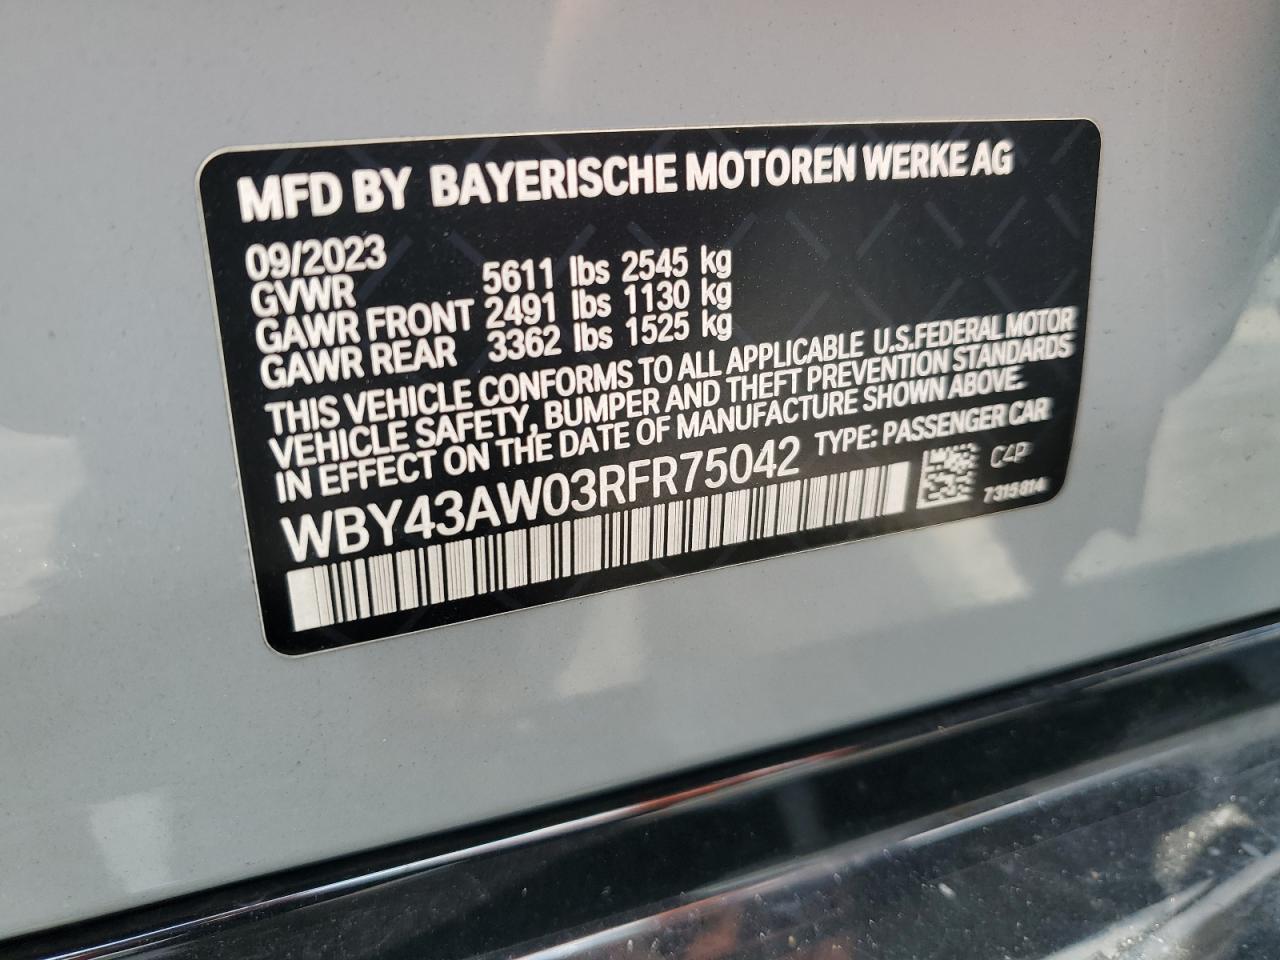 MFD BY BAYERISCHE MOTOREN WERKE AG
09/2023
GVWR 5611 lbs 2545 kg
GAWR FRONT 2491 lbs 1130 kg
GAWR REAR 3362 lbs 1525 kg
THIS VEHICLE CONFORMS TO ALL APPLICABLE U.S.FEDERAL MOTOR
VEHICLE SAFETY, BUMPER AND THEFT PREVENTION STANDARDS
IN EFFECT ON THE DATE OF MANUFACTURE SHOWN ABOVE.
WBY43AW03RFR75042 TYPE: PASSENGER CAR
C4P
7315814